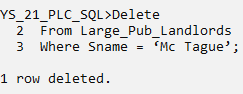 YS_21_PLC_SQL>Delete
2 From Large_Pub_Landlords
3 Where Sname = ‘Mc Tague’;
1 row deleted.